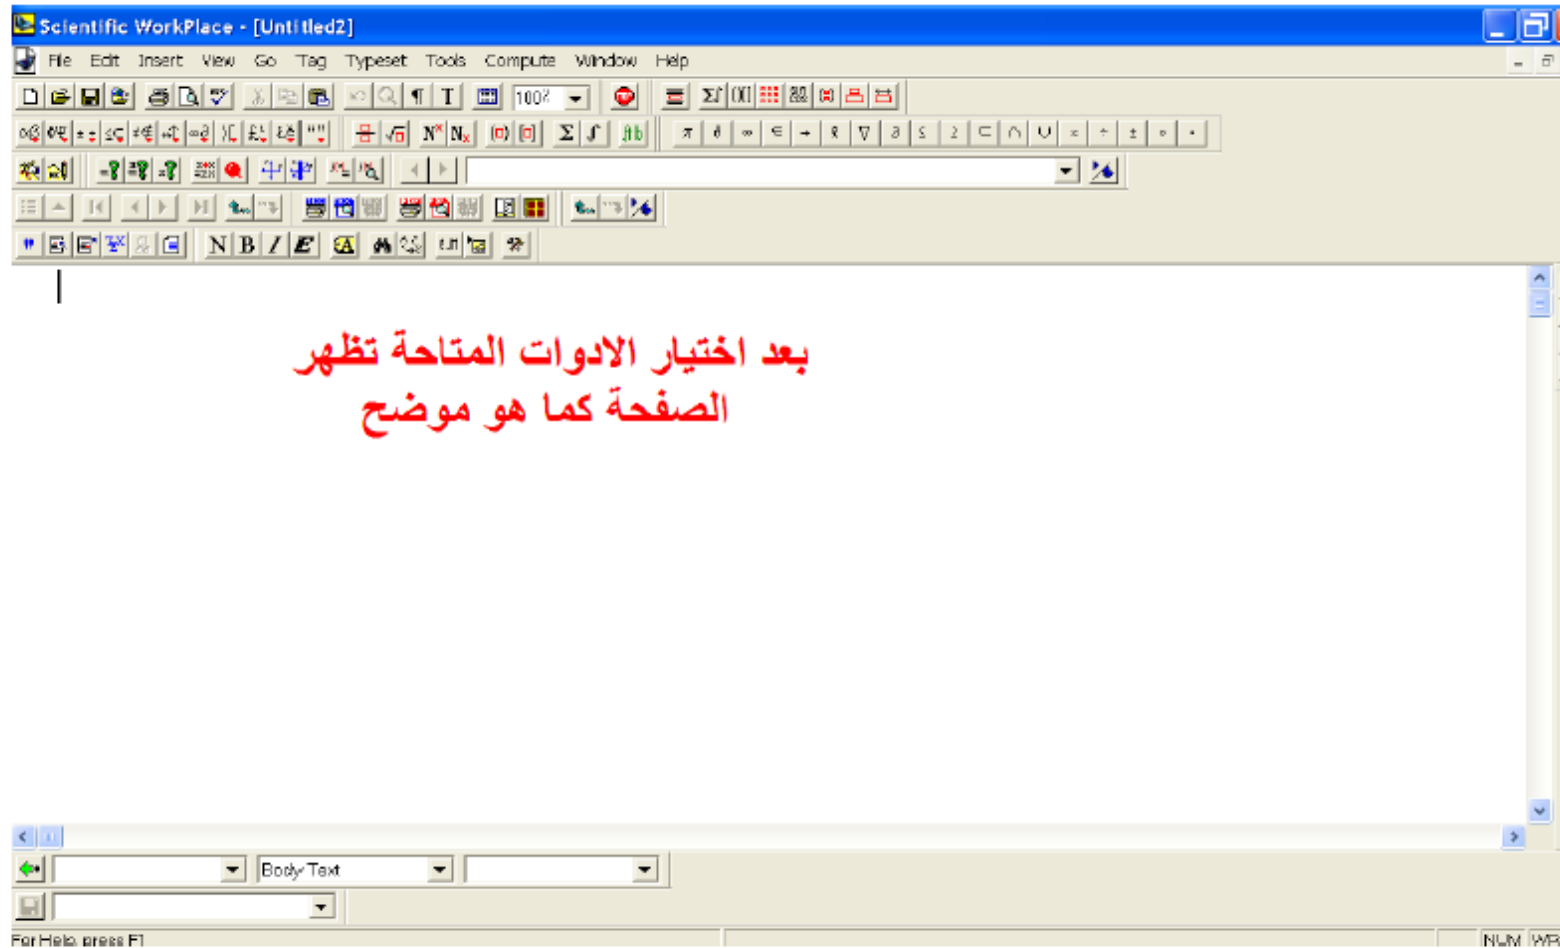 Scientific WorkPlace - [Untitled2]
File Edit Insert View Go Tag Typeset Tools Compute Window Help
100%
N B I E
بعد اختيار الادوات المتاحة تظهر
الصفحة كما هو موضح
Body Text
For Help, press F1 NUM